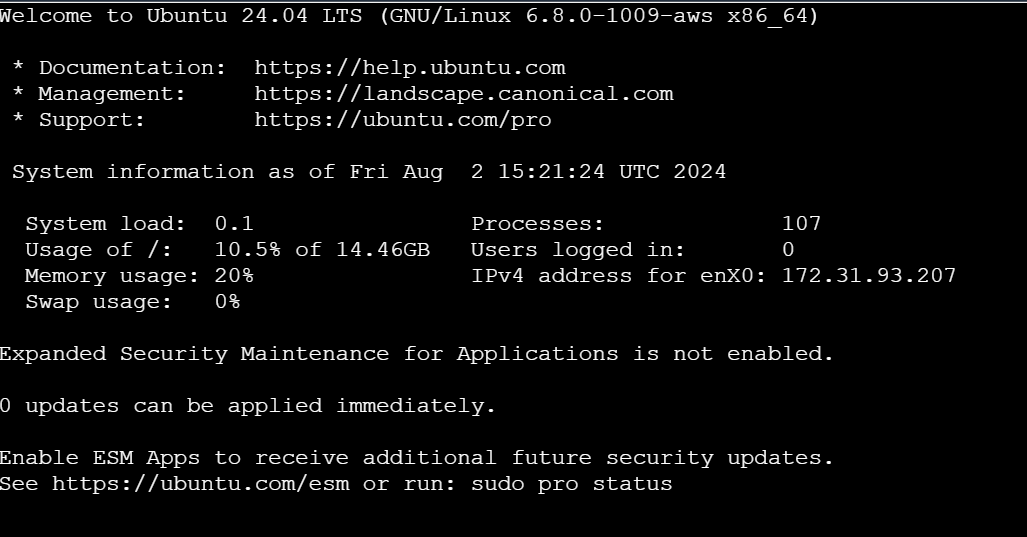 Welcome to Ubuntu 24.04 LTS (GNU/Linux 6.8.0-1009-aws x86_64)
* Documentation:  https://help.ubuntu.com
* Management:     https://landscape.canonical.com
* Support:        https://ubuntu.com/pro
System information as of Fri Aug  2 15:21:24 UTC 2024
System load:  0.1                Processes:             107
Usage of /:   10.5% of 14.46GB   Users logged in:       0
Memory usage: 20%                IPv4 address for enX0: 172.31.93.207
Swap usage:   0%
Expanded Security Maintenance for Applications is not enabled.
0 updates can be applied immediately.
Enable ESM Apps to receive additional future security updates.
See https://ubuntu.com/esm or run: sudo pro status